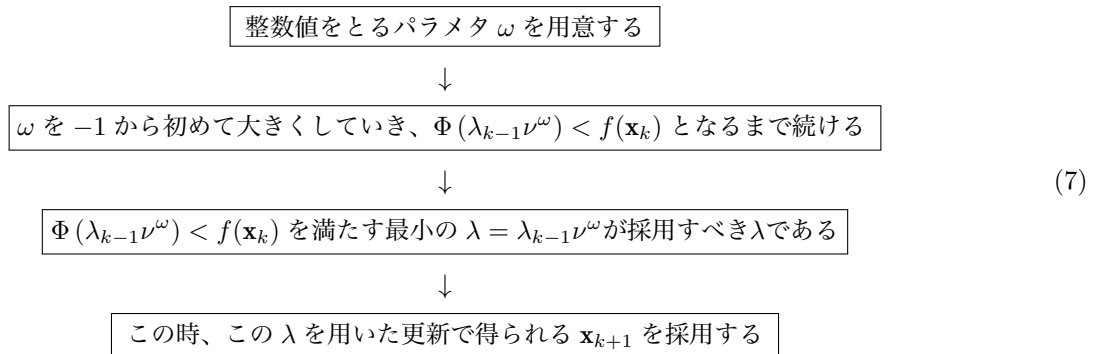 整数値をとるパラメタ ω を用意する
↓
ω を −1 から初めて大きくしていき、Φ (λ_{k−1}ν^ω) < f(x_k) となるまで続ける
↓
(7)
Φ (λ_{k−1}ν^ω) < f(x_k) を満たす最小の λ = λ_{k−1}ν^ωが採用すべきλである
↓
この時、この λ を用いた更新で得られる x_{k+1} を採用する